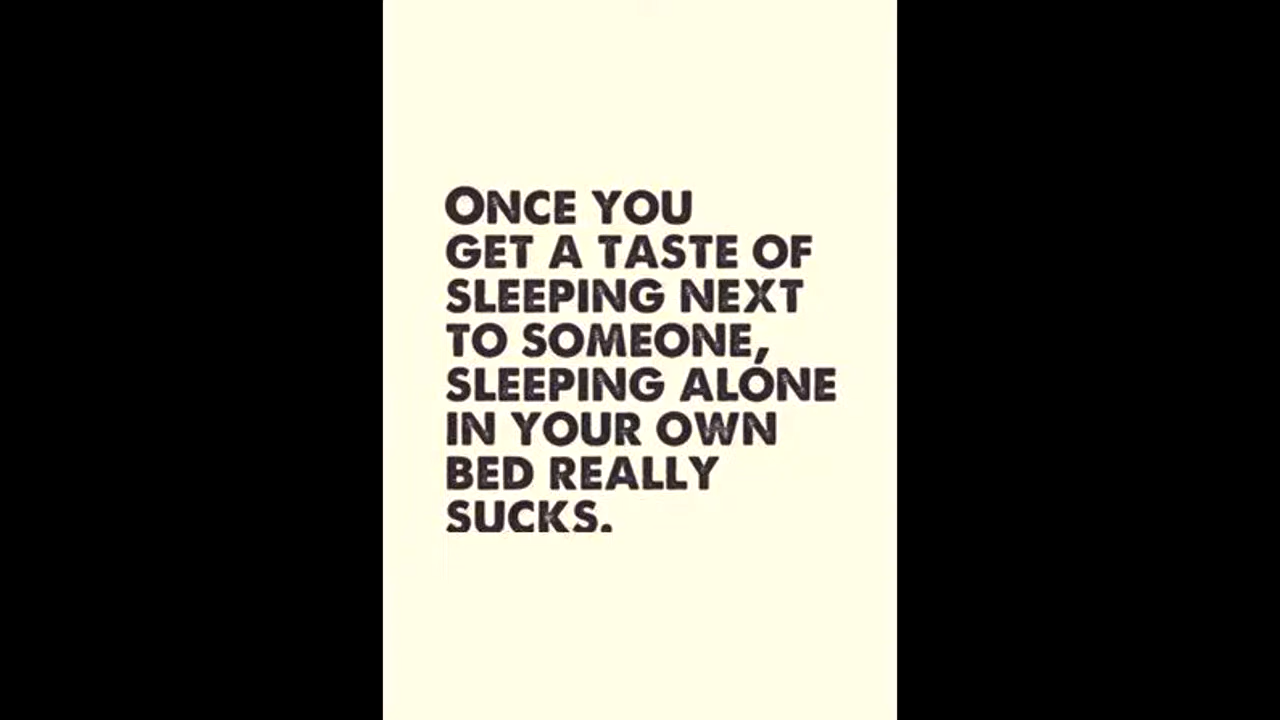 ONCE YOU
GET A TASTE OF
SLEEPING NEXT
TO SOMEONE,
SLEEPING ALONE
IN YOUR OWN
BED REALLY
SUCKS.